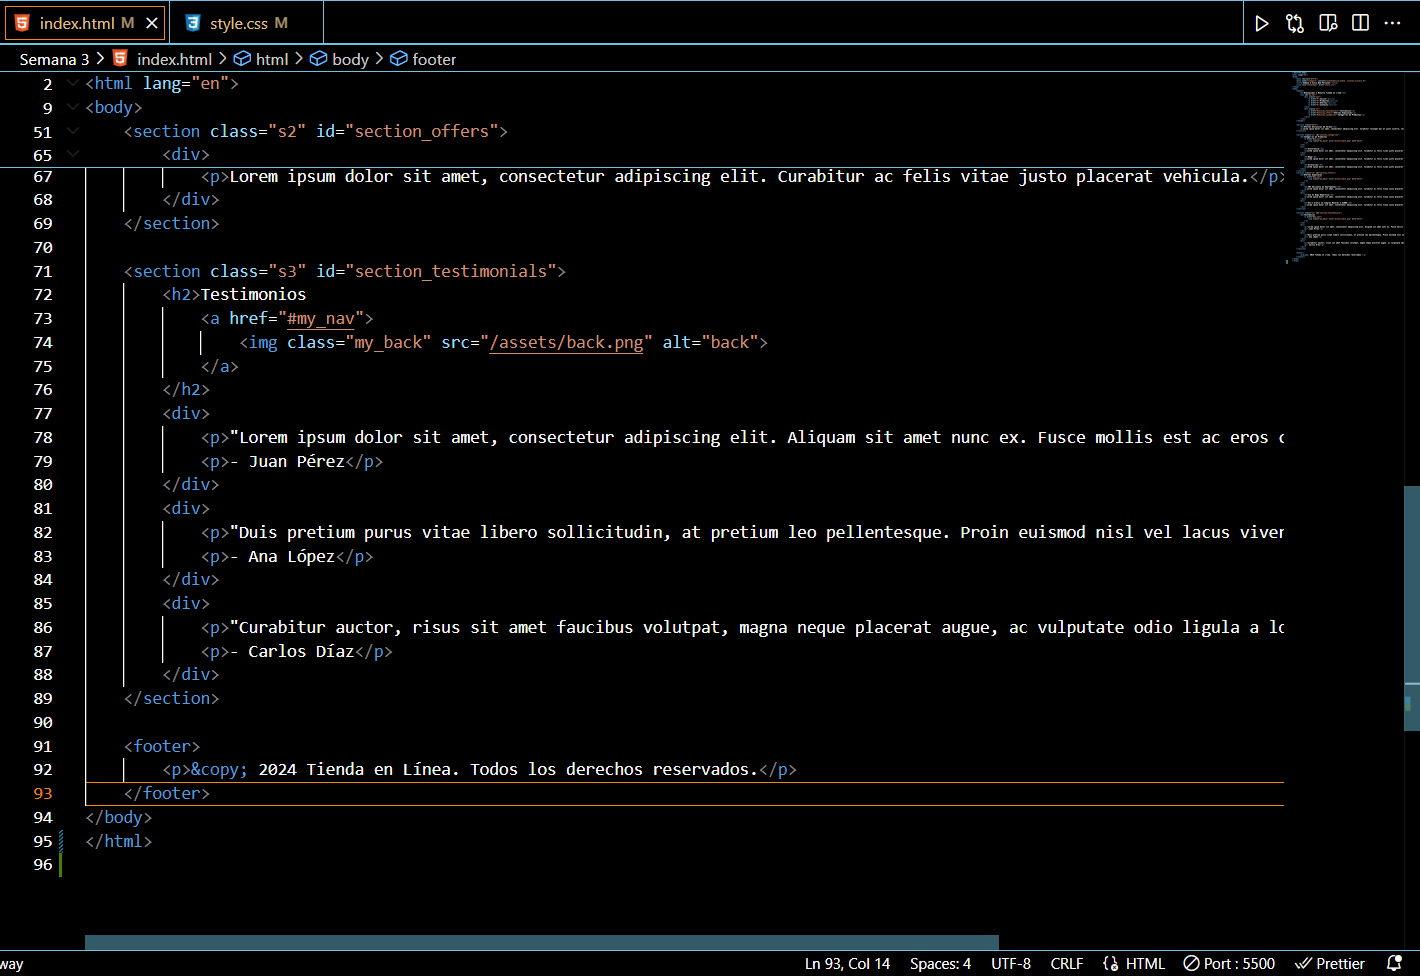 index.html M
style.css M
Semana 3 > index.html > html > body > footer
2 <html lang="en">
9 <body>
51 <section class="s2" id="section_offers">
65 <div>
67 <p>Lorem ipsum dolor sit amet, consectetur adipiscing elit. Curabitur ac felis vitae justo placerat vehicula.</p>
68 </div>
69 </section>
70
71 <section class="s3" id="section_testimonials">
72 <h2>Testimonios
73 <a href="#my_nav">
74 <img class="my_back" src="/assets/back.png" alt="back">
75 </a>
76 </h2>
77 <div>
78 <p>"Lorem ipsum dolor sit amet, consectetur adipiscing elit. Aliquam sit amet nunc ex. Fusce mollis est ac eros
79 <p>- Juan Pérez</p>
80 </div>
81 <div>
82 <p>"Duis pretium purus vitae libero sollicitudin, at pretium leo pellentesque. Proin euismod nisl vel lacus viver
83 <p>- Ana López</p>
84 </div>
85 <div>
86 <p>"Curabitur auctor, risus sit amet faucibus volutpat, magna neque placerat augue, ac vulputate odio ligula a lo
87 <p>- Carlos Díaz</p>
88 </div>
89 </section>
90
91 <footer>
92 <p>&copy; 2024 Tienda en Línea. Todos los derechos reservados.</p>
93 </footer>
94 </body>
95 </html>
96
way Ln 93, Col 14 Spaces: 4 UTF-8 CRLF HTML Port : 5500 Prettier